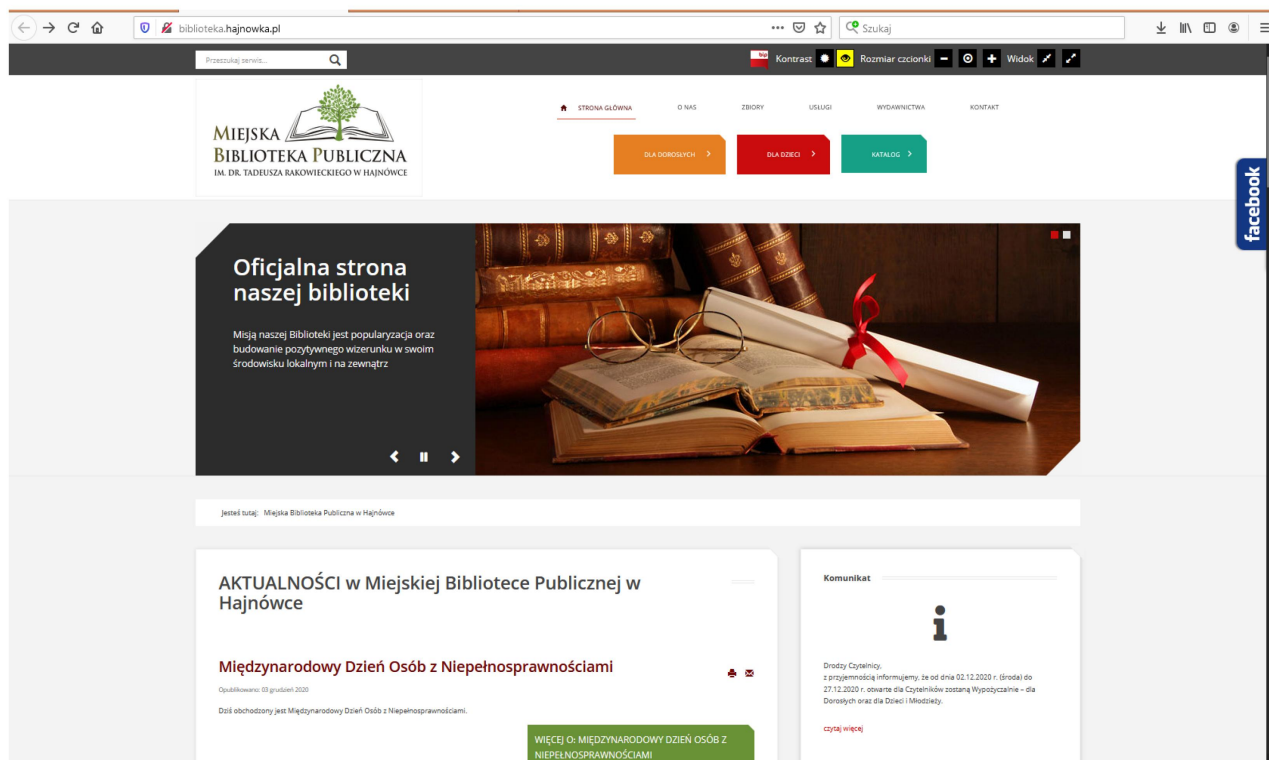 biblioteka.hajnowka.pl
Szukaj
Przeszukaj serwis...
bip
Kontrast
Rozmiar czcionki
Widok
MIEJSKA
BIBLIOTEKA PUBLICZNA
IM. DR. TADEUSZA RAKOWIECKIEGO W HAJNÓWCE
STRONA GŁÓWNA
O NAS
ZBIORY
USŁUGI
WYDAWNICTWA
KONTAKT
DLA DOROSŁYCH
DLA DZIECI
KATALOG
facebook
Oficjalna strona
naszej biblioteki
Misją naszej Biblioteki jest popularyzacja oraz
budowanie pozytywnego wizerunku w swoim
środowisku lokalnym i na zewnątrz
Jesteś tutaj: Miejska Biblioteka Publiczna w Hajnówce
AKTUALNOŚCI w Miejskiej Bibliotece Publicznej w
Hajnówce
Międzynarodowy Dzień Osób z Niepełnosprawnościami
Opublikowano: 03 grudzień 2020
Dziś obchodzony jest Międzynarodowy Dzień Osób z Niepełnosprawnościami.
WIĘCEJ O: MIĘDZYNARODOWY DZIEŃ OSÓB Z
NIEPEŁNOSPRAWNOŚCIAMI
Komunikat
Drodzy Czytelnicy,
z przyjemnością informujemy, że od dnia 02.12.2020 r. (środa) do
27.12.2020 r. otwarte dla Czytelników zostaną Wypożyczalnie – dla
Dorosłych oraz dla Dzieci i Młodzieży.
czytaj więcej